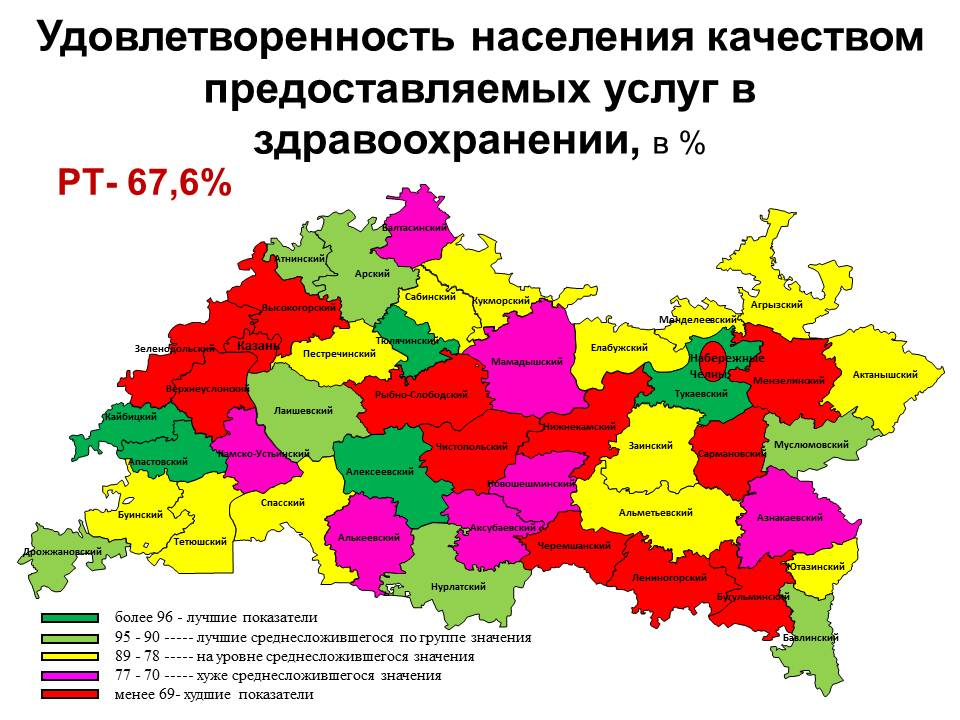 Удовлетворенность населения качеством
предоставляемых услуг в
здравоохранении, в %
РТ- 67,6%
Балтасинский
Атнинский
Арский
Сабинский
Кукморский
Высокогорский
Агрызский
Менделеевский
Тюлячинский
Казань
Зеленодольский
Пестречинский
Елабужский
Мамадышский
Набережные
Челны
Актанышский
Мензелинский
Верхнеуслонский
Рыбно-Слободский
Тукаевский
Лаишевский
Кайбицкий
Нижнекамский
Чистопольский
Заинский
Муслюмовский
Камско-Устьинский
Сармановский
Апастовский
Алексеевский
Новошешминский
Спасский
Буинский
Альметьевский
Азнакаевский
Аксубаевский
Алькеевский
Тетюшский
Черемшанский
Дрожжановский
Ютазинский
Лениногорский
Нурлатский
Бугульминский
Бавлинский
более 96 - лучшие показатели
95 - 90 ----- лучшие среднесложившегося по группе значения
89 - 78 ----- на уровне среднесложившегося значения
77 - 70 ----- хуже среднесложившегося значения
менее 69- худшие показатели